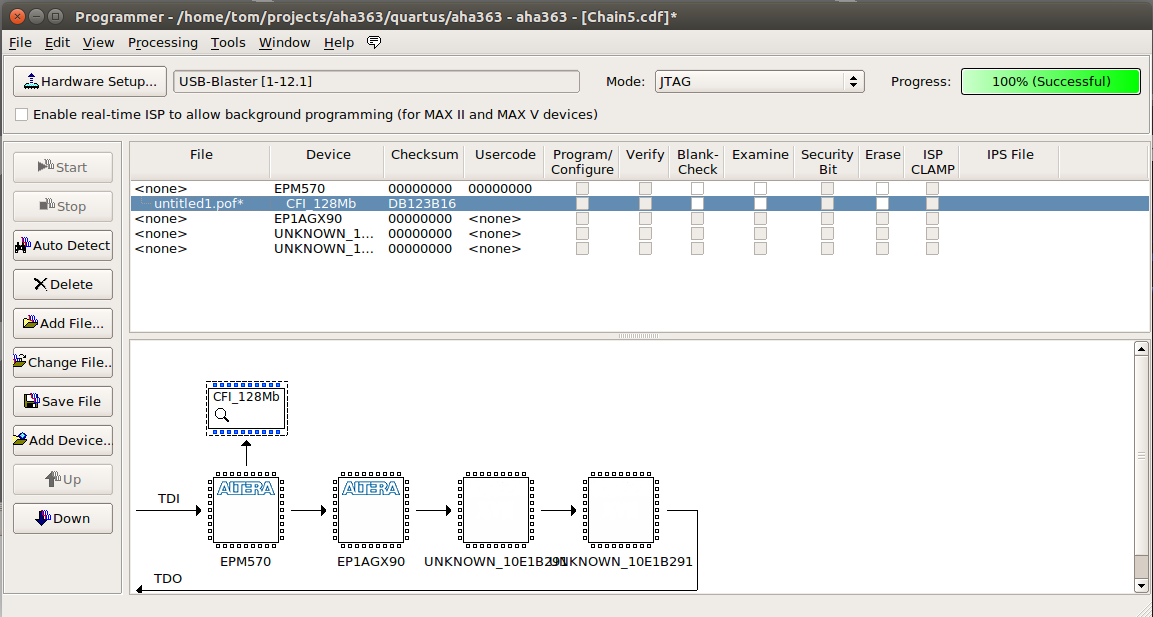 Programmer - /home/tom/projects/aha363/quartus/aha363 - aha363 - [Chain5.cdf]*
File Edit View Processing Tools Window Help
Hardware Setup... USB-Blaster [1-12.1] Mode: JTAG Progress: 100% (Successful)
Enable real-time ISP to allow background programming (for MAX II and MAX V devices)
Start
Stop
Auto Detect
Delete
Add File...
Change File..
Save File
Add Device..
Up
Down
File Device Checksum Usercode Program/ Configure Verify Blank- Check Examine Security Bit Erase ISP CLAMP IPS File
<none> EPM570 00000000 00000000
untitled1.pof* CFI_128Mb DB123B16
<none> EP1AGX90 00000000 <none>
<none> UNKNOWN_1... 00000000 <none>
<none> UNKNOWN_1... 00000000 <none>
CFI_128Mb
ALTERA ALTERA
TDI
EPM570 EP1AGX90 UNKNOWN_10E1B291 UNKNOWN_10E1B291
TDO